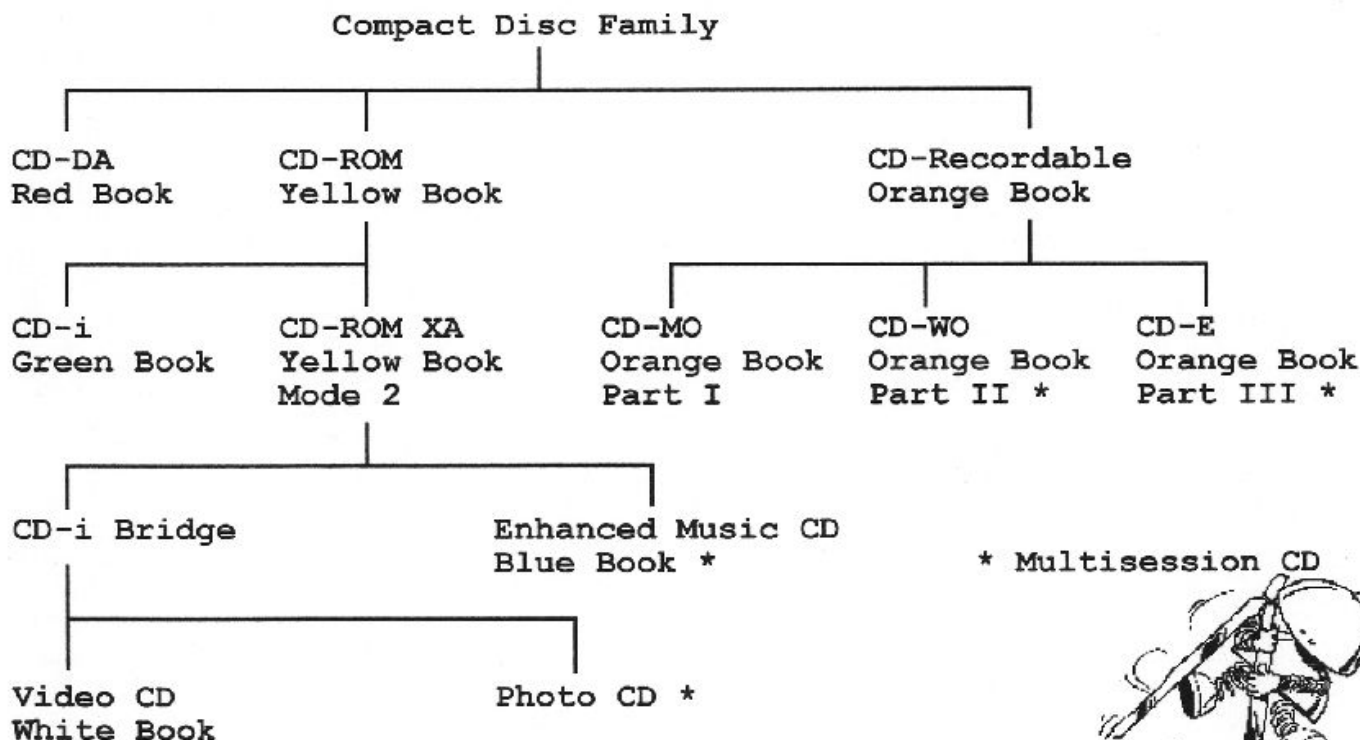 Compact Disc Family
CD-DA
Red Book
CD-ROM
Yellow Book
CD-Recordable
Orange Book
CD-i
Green Book
CD-ROM XA
Yellow Book
Mode 2
CD-MO
Orange Book
Part I
CD-WO
Orange Book
Part II *
CD-E
Orange Book
Part III *
CD-i Bridge
Enhanced Music CD
Blue Book *
* Multisession CD
Video CD
White Book
Photo CD *